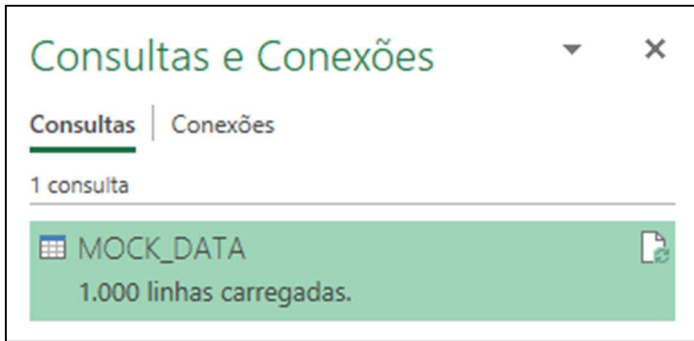 Consultas e Conexões
Consultas | Conexões
1 consulta
MOCK_DATA
1.000 linhas carregadas.